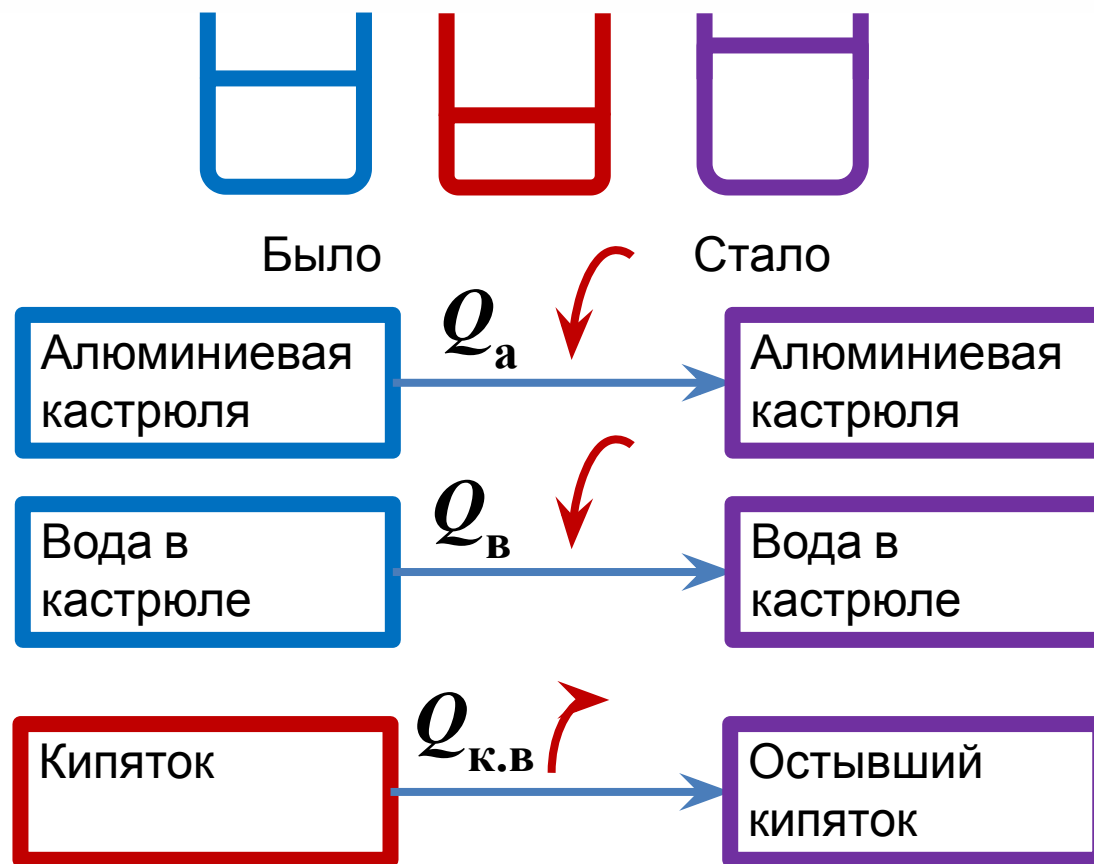 Было Стало
Qа
Алюминиевая
кастрюля
Алюминиевая
кастрюля
Qв
Вода в
кастрюле
Вода в
кастрюле
Qк.в
Кипяток
Остывший
кипяток